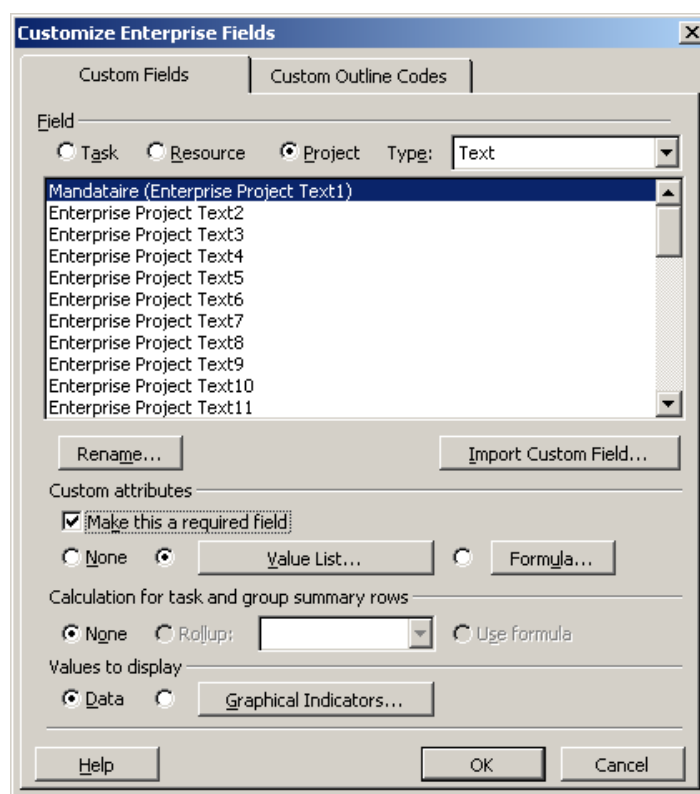 Customize Enterprise Fields
Custom Fields Custom Outline Codes
Field
Task Resource Project Type: Text
Mandataire (Enterprise Project Text1)
Enterprise Project Text2
Enterprise Project Text3
Enterprise Project Text4
Enterprise Project Text5
Enterprise Project Text6
Enterprise Project Text7
Enterprise Project Text8
Enterprise Project Text9
Enterprise Project Text10
Enterprise Project Text11
Rename... Import Custom Field...
Custom attributes
Make this a required field
None Value List... Formula...
Calculation for task and group summary rows
None Rollup: Use formula
Values to display
Data Graphical Indicators...
Help OK Cancel